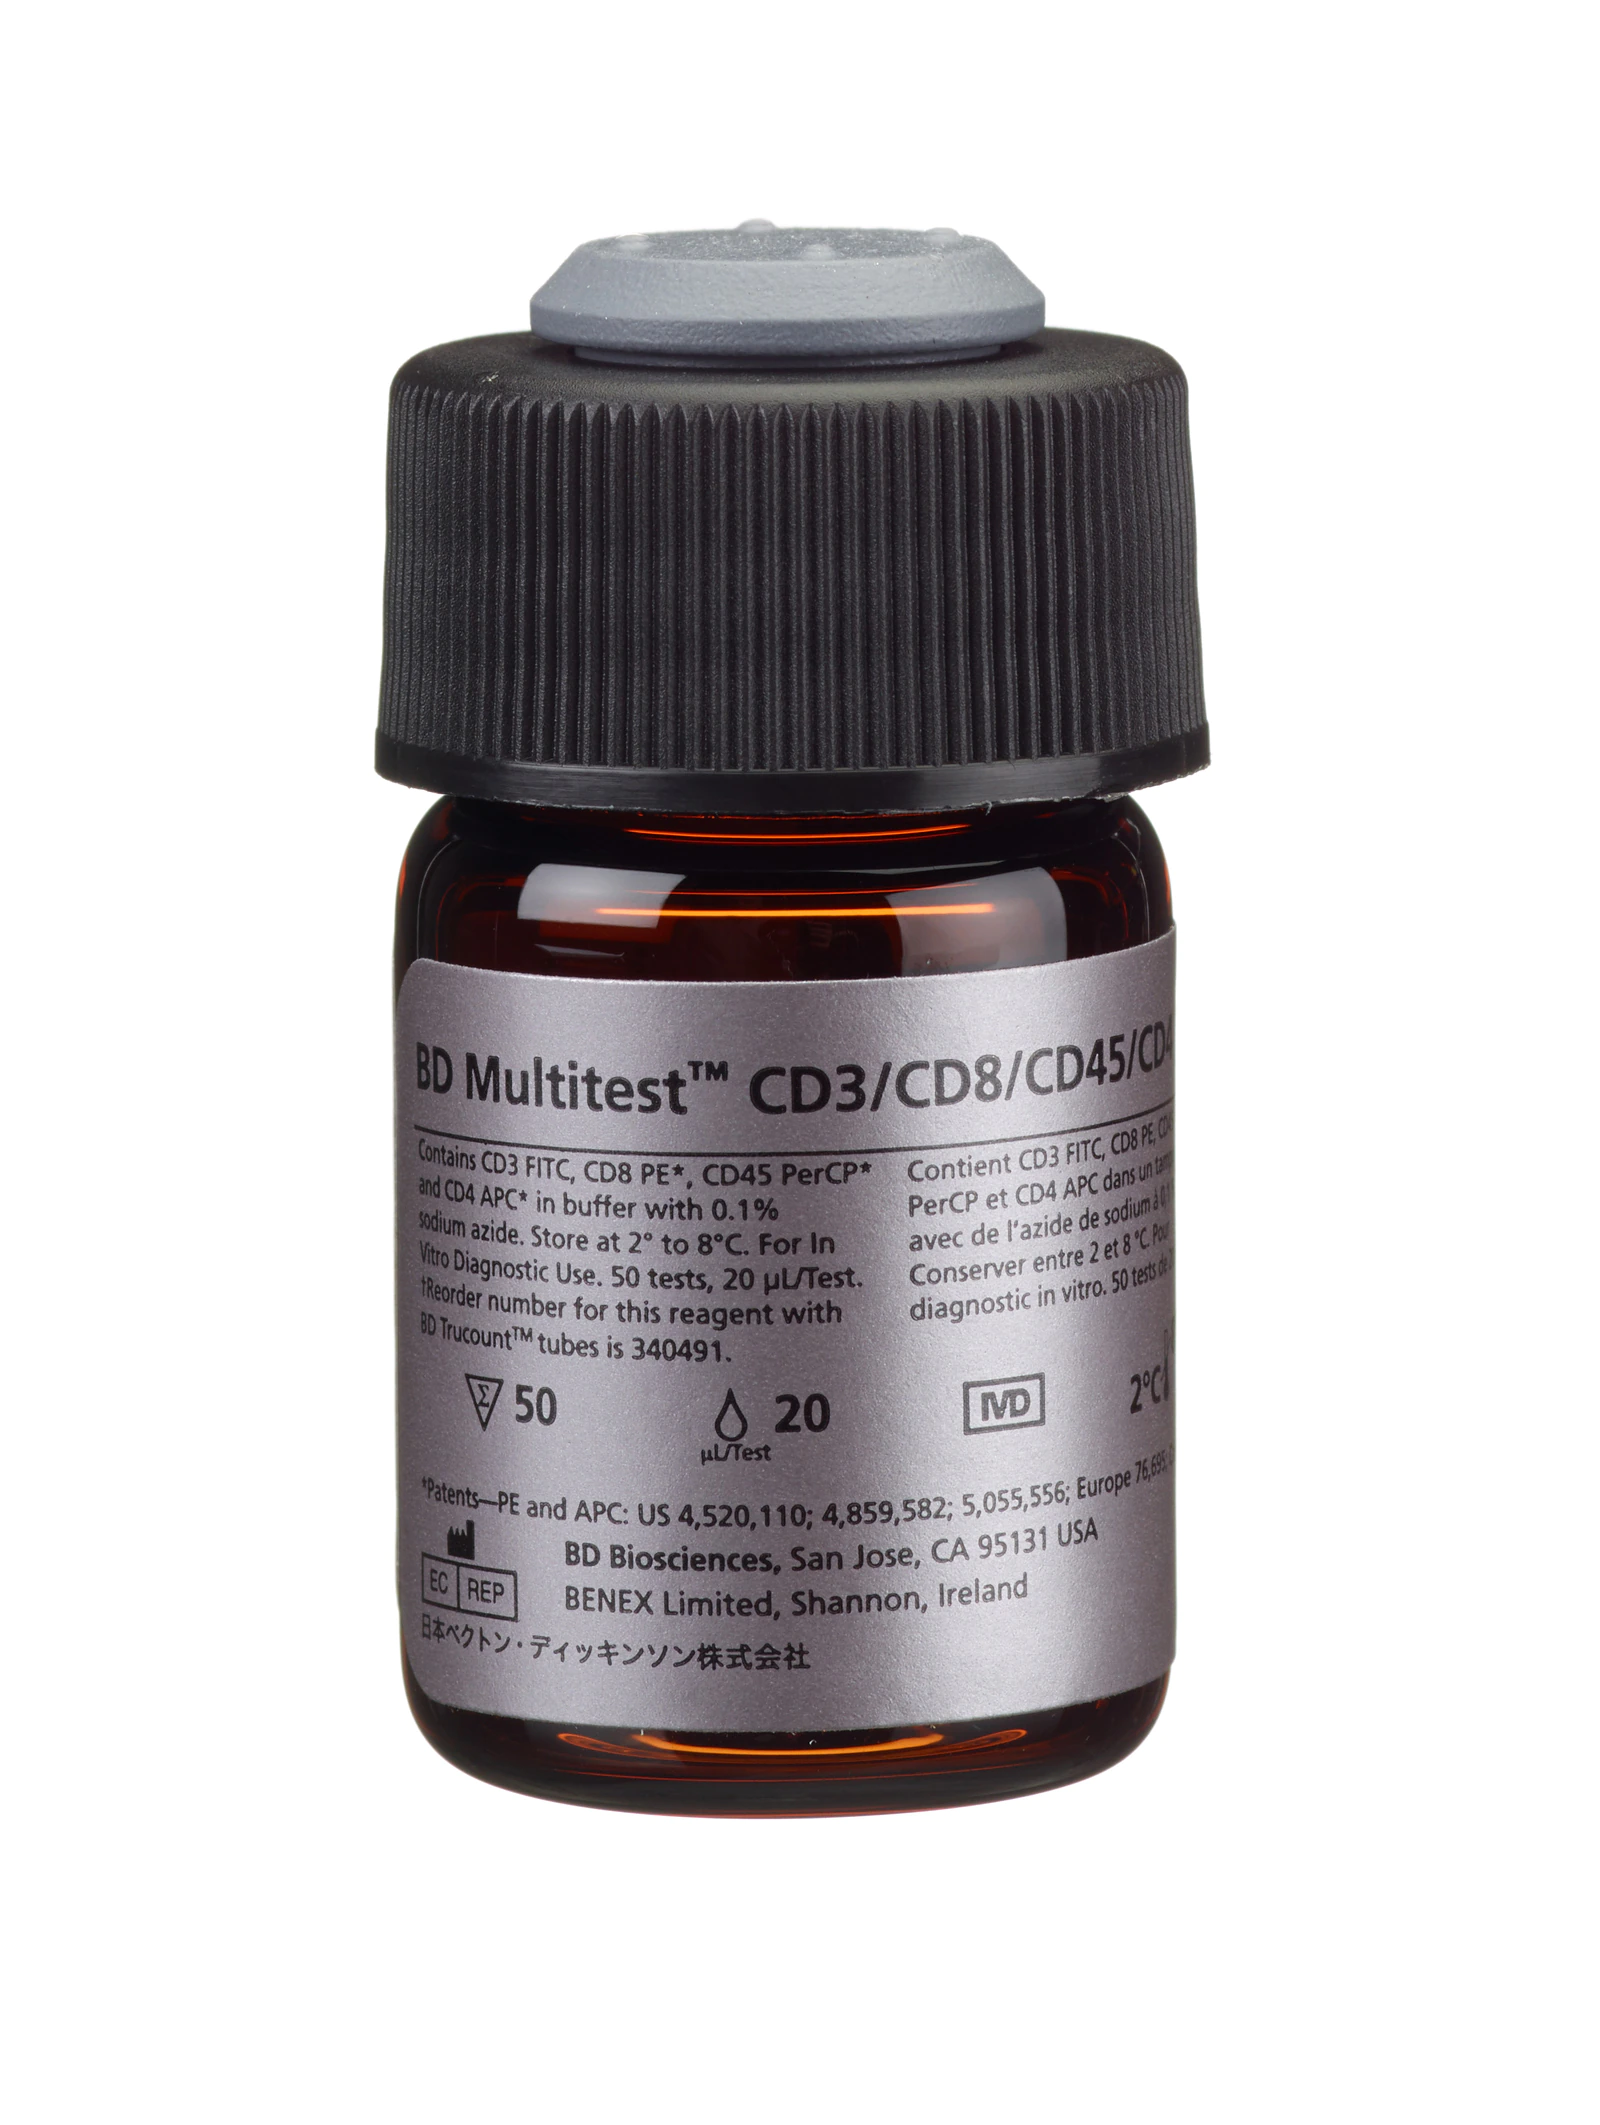 BD Multitest™ CD3/CD8/CD45/CD4
Contains CD3 FITC, CD8 PE*, CD45 PerCP*
and CD4 APC* in buffer with 0.1%
sodium azide. Store at 2° to 8°C. For In
Vitro Diagnostic Use. 50 tests, 20 µL/Test.
†Reorder number for this reagent with
BD Trucount™ tubes is 340491.
Contient CD3 FITC, CD8 PE,
PerCP et CD4 APC dans un
avec de l'azide de sodium à
Conserver entre 2 et 8 °C.
diagnostic in vitro. 50 tests de
Σ 50
20
µL/Test
IVD
2°C
*Patents—PE and APC: US 4,520,110; 4,859,582; 5,055,556; Europe 76,695;
BD Biosciences, San Jose, CA 95131 USA
EC REP
BENEX Limited, Shannon, Ireland
日本ベクトン・ディッキンソン株式会社